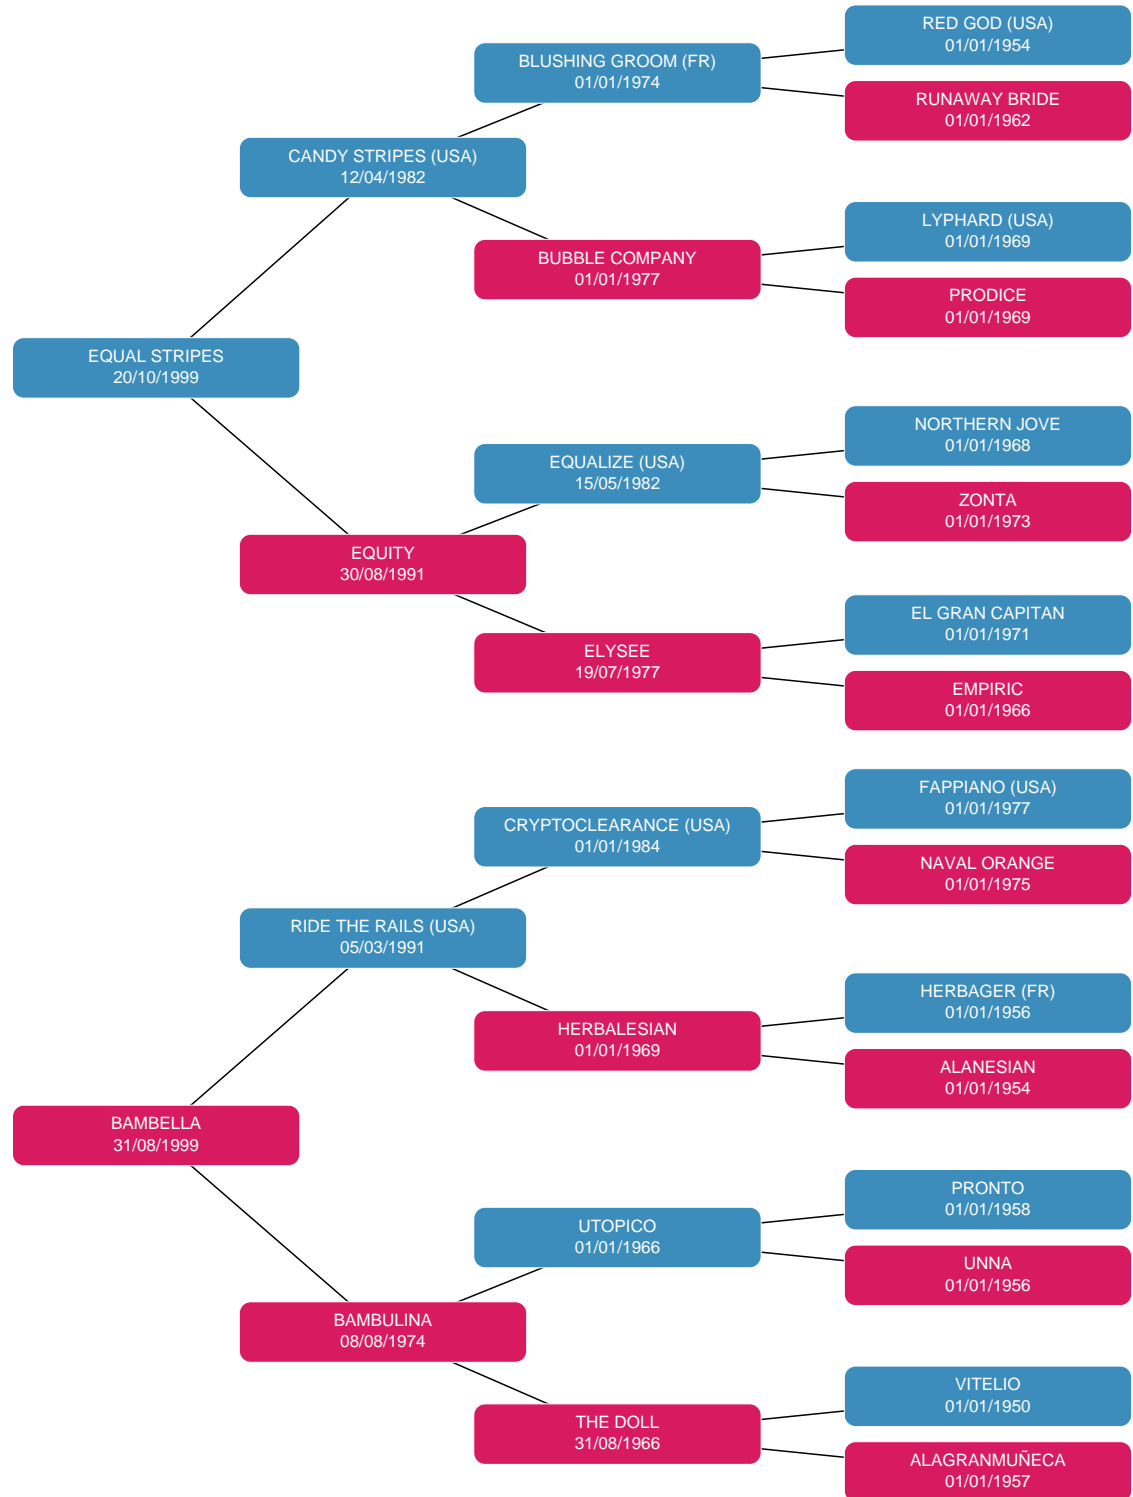 RED GOD (USA)
01/01/1954
BLUSHING GROOM (FR)
01/01/1974
RUNAWAY BRIDE
01/01/1962
CANDY STRIPES (USA)
12/04/1982
LYPHARD (USA)
01/01/1969
BUBBLE COMPANY
01/01/1977
PRODICE
01/01/1969
EQUAL STRIPES
20/10/1999
NORTHERN JOVE
01/01/1968
EQUALIZE (USA)
15/05/1982
ZONTA
01/01/1973
EQUITY
30/08/1991
EL GRAN CAPITAN
01/01/1971
ELYSEE
19/07/1977
EMPIRIC
01/01/1966
FAPPIANO (USA)
01/01/1977
CRYPTOCLEARANCE (USA)
01/01/1984
NAVAL ORANGE
01/01/1975
RIDE THE RAILS (USA)
05/03/1991
HERBAGER (FR)
01/01/1956
HERBALESIAN
01/01/1969
ALANESIAN
01/01/1954
BAMBELLA
31/08/1999
PRONTO
01/01/1958
UTOPICO
01/01/1966
UNNA
01/01/1956
BAMBULINA
08/08/1974
VITELIO
01/01/1950
THE DOLL
31/08/1966
ALAGRANMUÑECA
01/01/1957